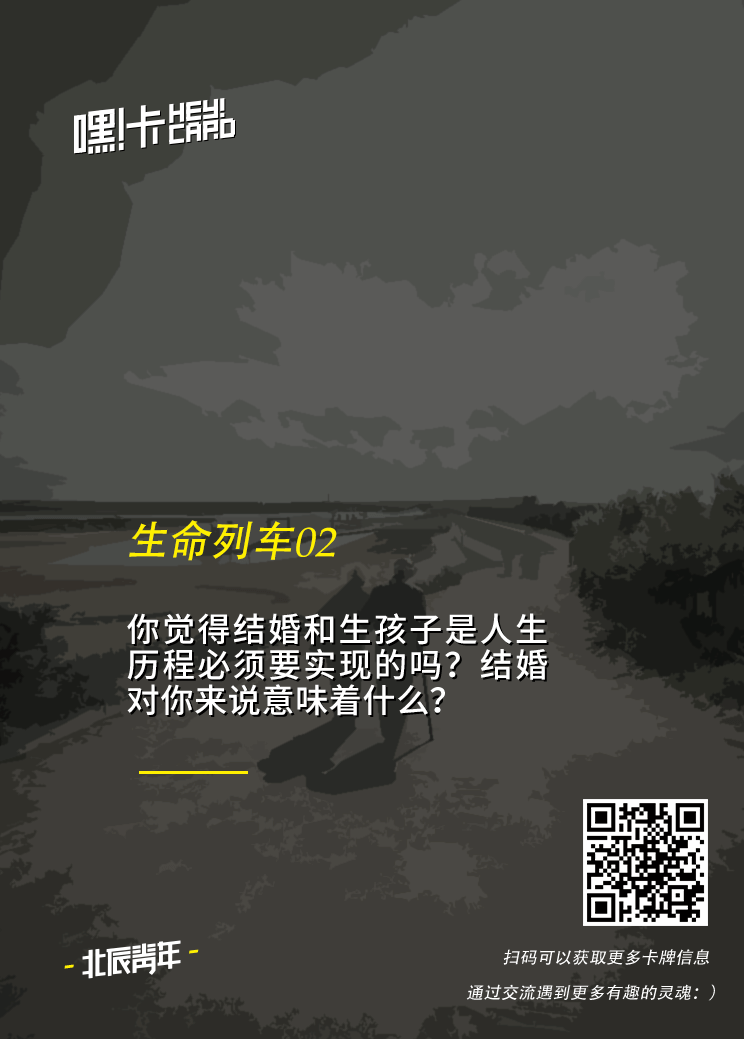 嘿!卡 HEY! CARD
生命列车02
你觉得结婚和生孩子是人生
历程必须要实现的吗？结婚
对你来说意味着什么？
- 北辰青年 -
扫码可以获取更多卡牌信息
通过交流遇到更多有趣的灵魂：）